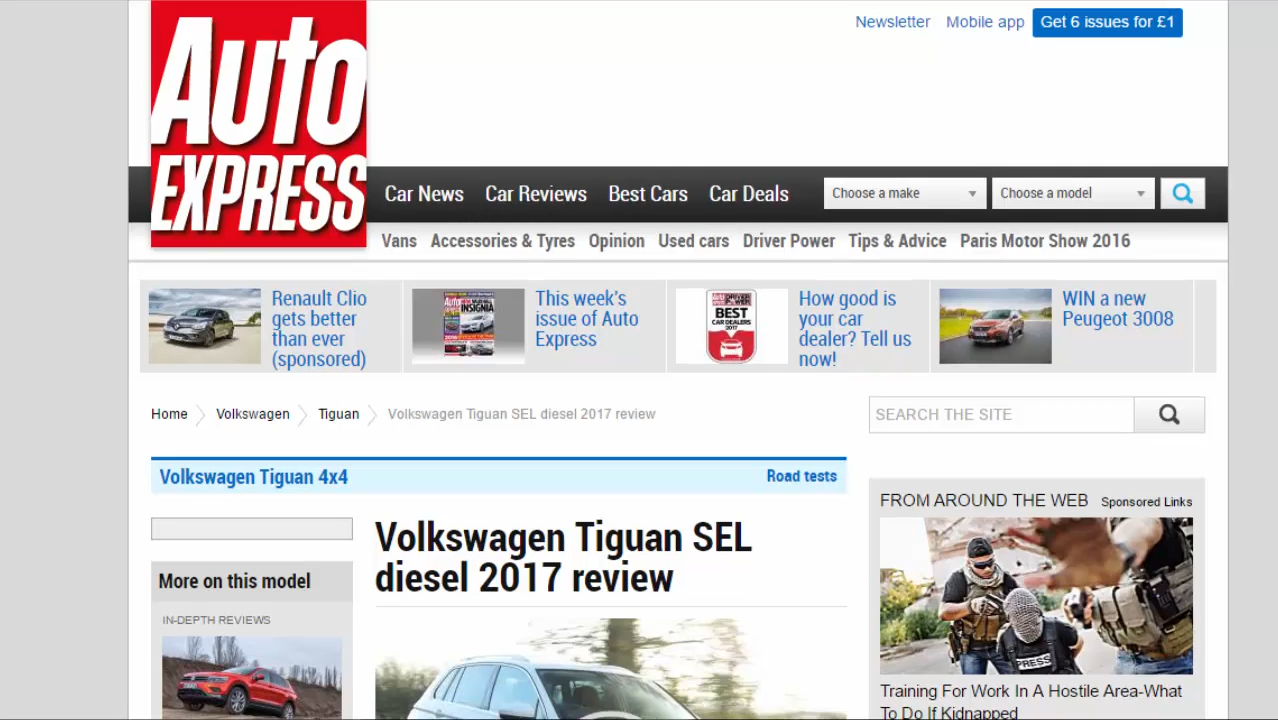 Newsletter Mobile app Get 6 issues for £1
Auto
EXPRESS
Car News Car Reviews Best Cars Car Deals Choose a make Choose a model
Vans Accessories & Tyres Opinion Used cars Driver Power Tips & Advice Paris Motor Show 2016
Renault Clio
gets better
than ever
(sponsored)
INSIGNIA
This week's
issue of Auto
Express
BEST
CAR DEALERS
2017
How good is
your car
dealer? Tell us
now!
WIN a new
Peugeot 3008
Home Volkswagen Tiguan Volkswagen Tiguan SEL diesel 2017 review
SEARCH THE SITE
Volkswagen Tiguan 4x4 Road tests
More on this model
IN-DEPTH REVIEWS
Volkswagen Tiguan SEL
diesel 2017 review
FROM AROUND THE WEB Sponsored Links
PRESS
Training For Work In A Hostile Area-What
To Do If Kidnapped